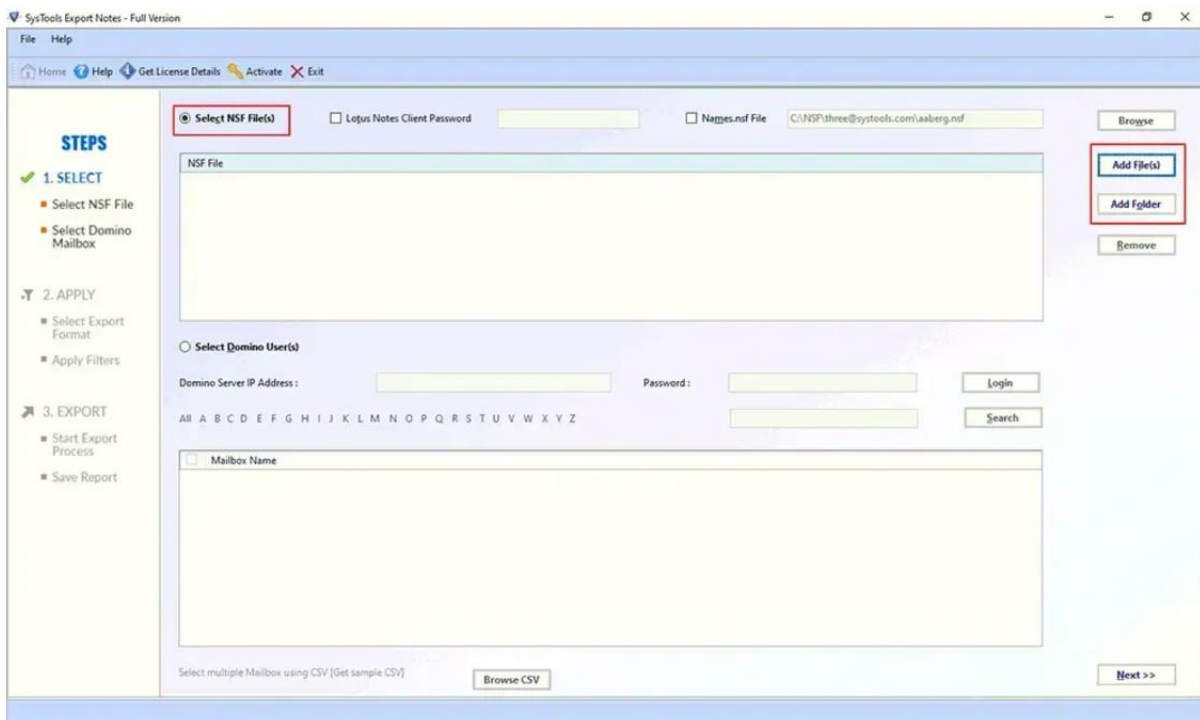 SysTools Export Notes - Full Version
File Help
Home Help Get License Details Activate Exit
STEPS
1. SELECT
Select NSF File
Select Domino
Mailbox
2. APPLY
Select Export
Format
Apply Filters
3. EXPORT
Start Export
Process
Save Report
Select NSF File(s) Lotus Notes Client Password Names.nsf File C:\NSF\three@systools.com\aaberg.nsf Browse
NSF File
Add File(s)
Add Folder
Remove
Select Domino User(s)
Domino Server IP Address : Password : Login
All A B C D E F G H I J K L M N O P Q R S T U V W X Y Z Search
Mailbox Name
Select multiple Mailbox using CSV [Get sample CSV] Browse CSV
Next >>